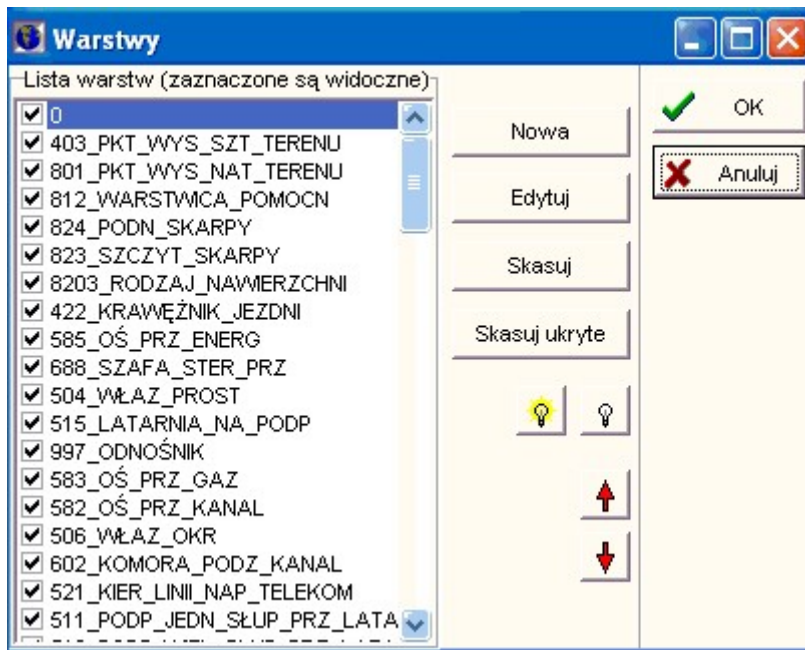 Warstwy
Lista warstw (zaznaczone są widoczne)
0
403_PKT_WYS_SZT_TERENU
801_PKT_WYS_NAT_TERENU
812_WARSTWICA_POMOCN
824_PODN_SKARPY
823_SZCZYT_SKARPY
8203_RODZAJ_NAWIERZCHNI
422_KRAWĘŻNIK_JEZDNI
585_OŚ_PRZ_ENERG
688_SZAFA_STER_PRZ
504_WŁAZ_PROST
515_LATARNIA_NA_PODP
997_ODNOŚNIK
583_OŚ_PRZ_GAZ
582_OŚ_PRZ_KANAL
506_WŁAZ_OKR
602_KOMORA_PODZ_KANAL
521_KIER_LINII_NAP_TELEKOM
511_PODP_JEDN_SŁUP_PRZ_LATA
Nowa
Edytuj
Skasuj
Skasuj ukryte
OK
Anuluj